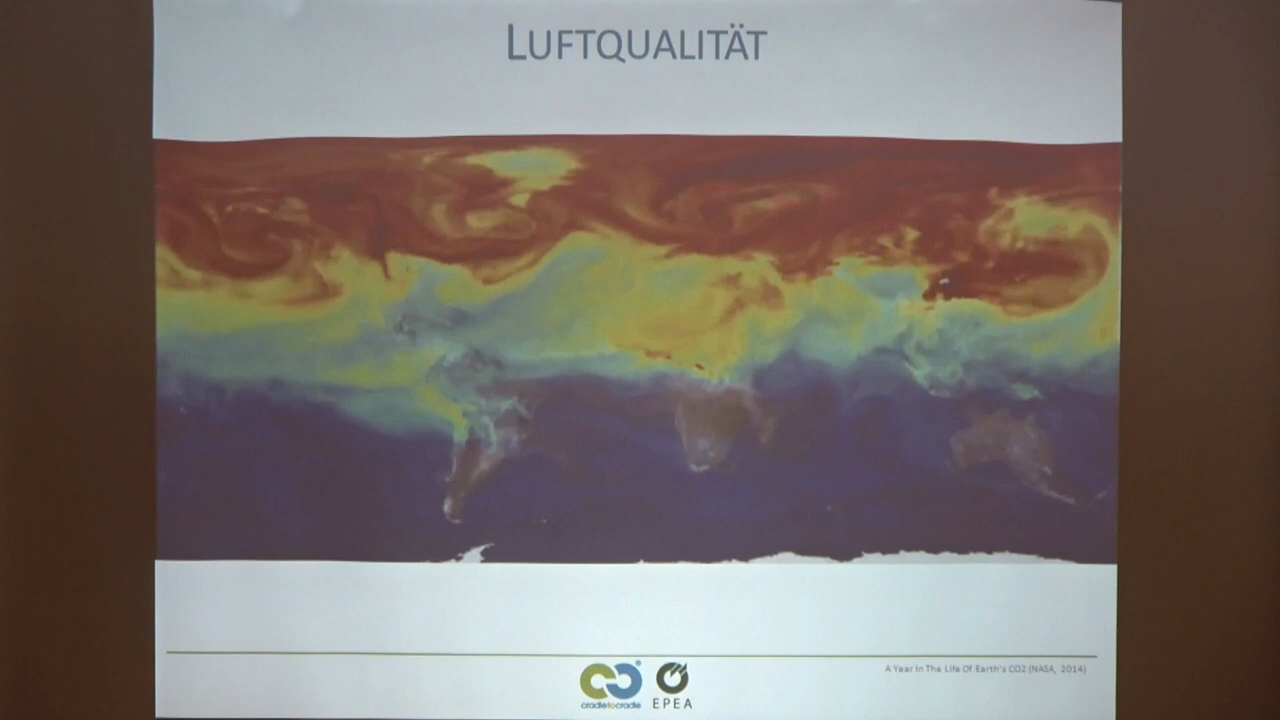 LUFTQUALITÄT
A Year In The Life Of Earth's CO2 (NASA, 2014)
cradletocradle
EPEA